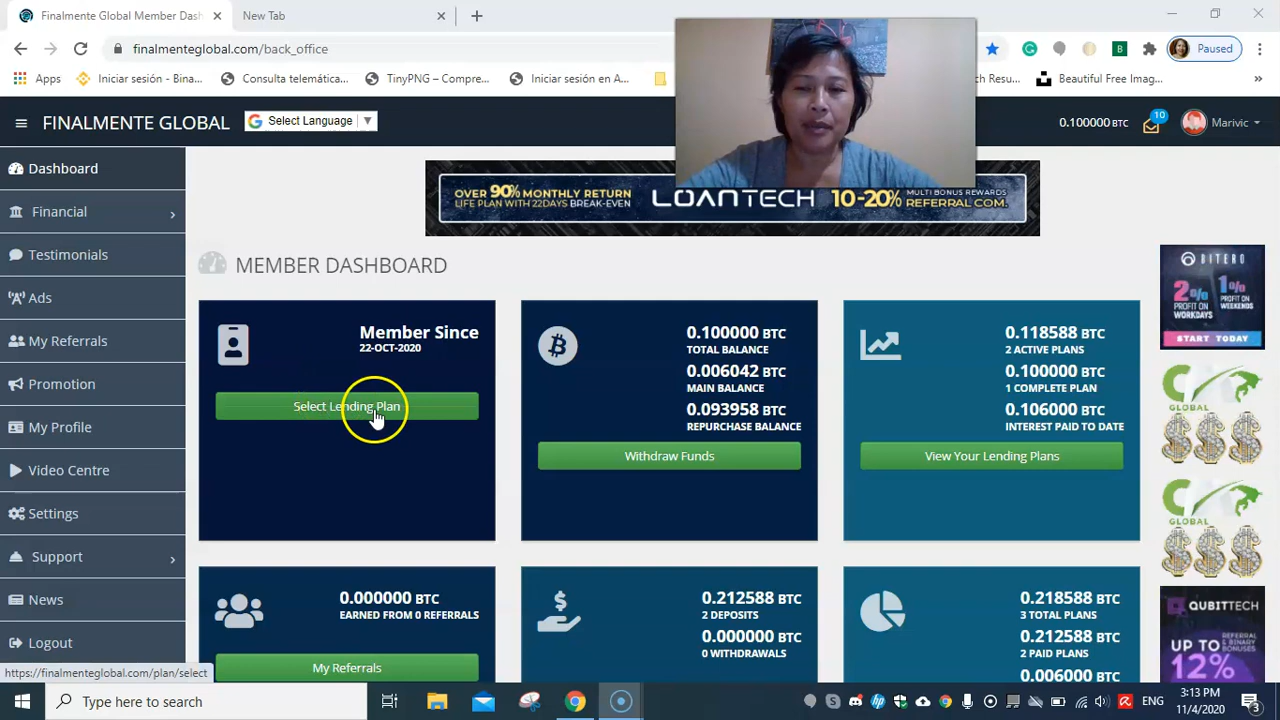 Finalmente Global Member Das
New Tab
finalmenteglobal.com/back_office
Paused
Apps
Iniciar sesión - Bina...
Consulta telemátic...
TinyPNG – Compre...
Iniciar sesión en A...
ch Resu...
Beautiful Free Imag...
FINALMENTE GLOBAL
Select Language
0.100000 BTC
10
Marivic
Dashboard
Financial
Testimonials
Ads
My Referrals
Promotion
My Profile
Video Centre
Settings
Support
News
Logout
https://finalmenteglobal.com/plan/select
OVER 90% MONTHLY RETURN
LIFE PLAN WITH 22DAYS BREAK-EVEN
LOANTECH
10-20%
MULTI BONUS REWARDS
REFERRAL COM.
MEMBER DASHBOARD
Member Since
22-OCT-2020
Select Lending Plan
0.100000 BTC
TOTAL BALANCE
0.006042 BTC
MAIN BALANCE
0.093958 BTC
REPURCHASE BALANCE
Withdraw Funds
0.118588 BTC
2 ACTIVE PLANS
0.100000 BTC
1 COMPLETE PLAN
0.106000 BTC
INTEREST PAID TO DATE
View Your Lending Plans
0.000000 BTC
EARNED FROM 0 REFERRALS
My Referrals
0.212588 BTC
2 DEPOSITS
0.000000 BTC
0 WITHDRAWALS
0.218588 BTC
3 TOTAL PLANS
0.212588 BTC
2 PAID PLANS
0.006000 BTC
BITERO
2% PROFIT ON WORKDAYS
1% PROFIT ON WEEKENDS
START TODAY
GLOBAL
$$$
GLOBAL
$$$
QUBITTECH
UP TO
12%
REFERRAL & BINARY BONUSES
Type here to search
ENG
3:13 PM
11/4/2020
3